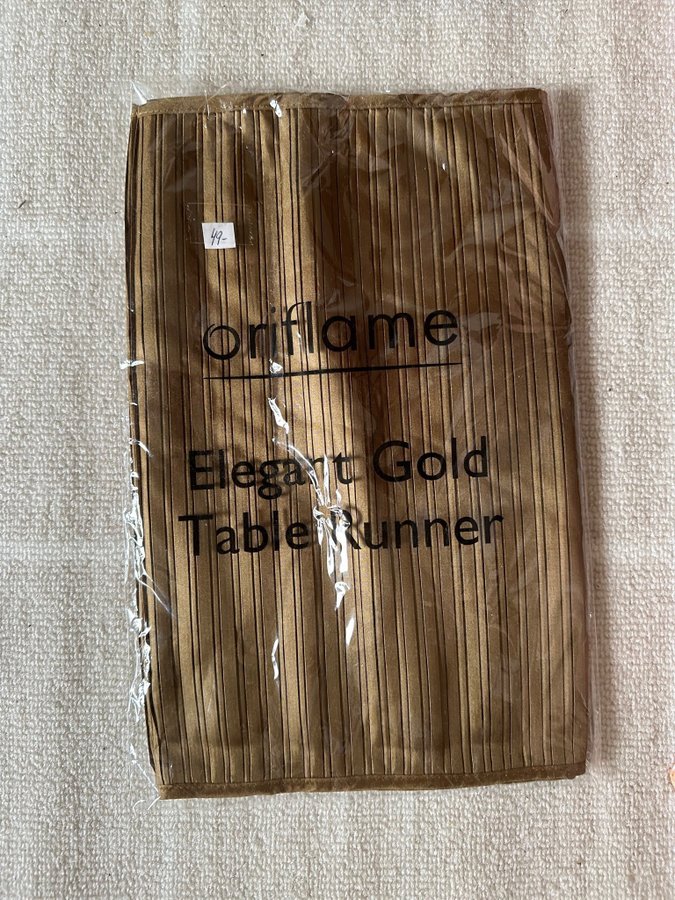 49-
oriflame
Elegant Gold
Table Runner